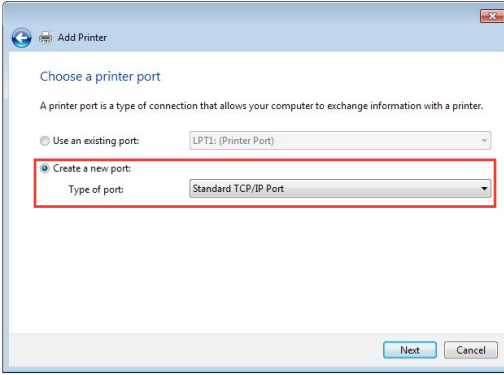 Add Printer
Choose a printer port
A printer port is a type of connection that allows your computer to exchange information with a printer.
Use an existing port:
LPT1: (Printer Port)
Create a new port:
Type of port:
Standard TCP/IP Port
Next
Cancel